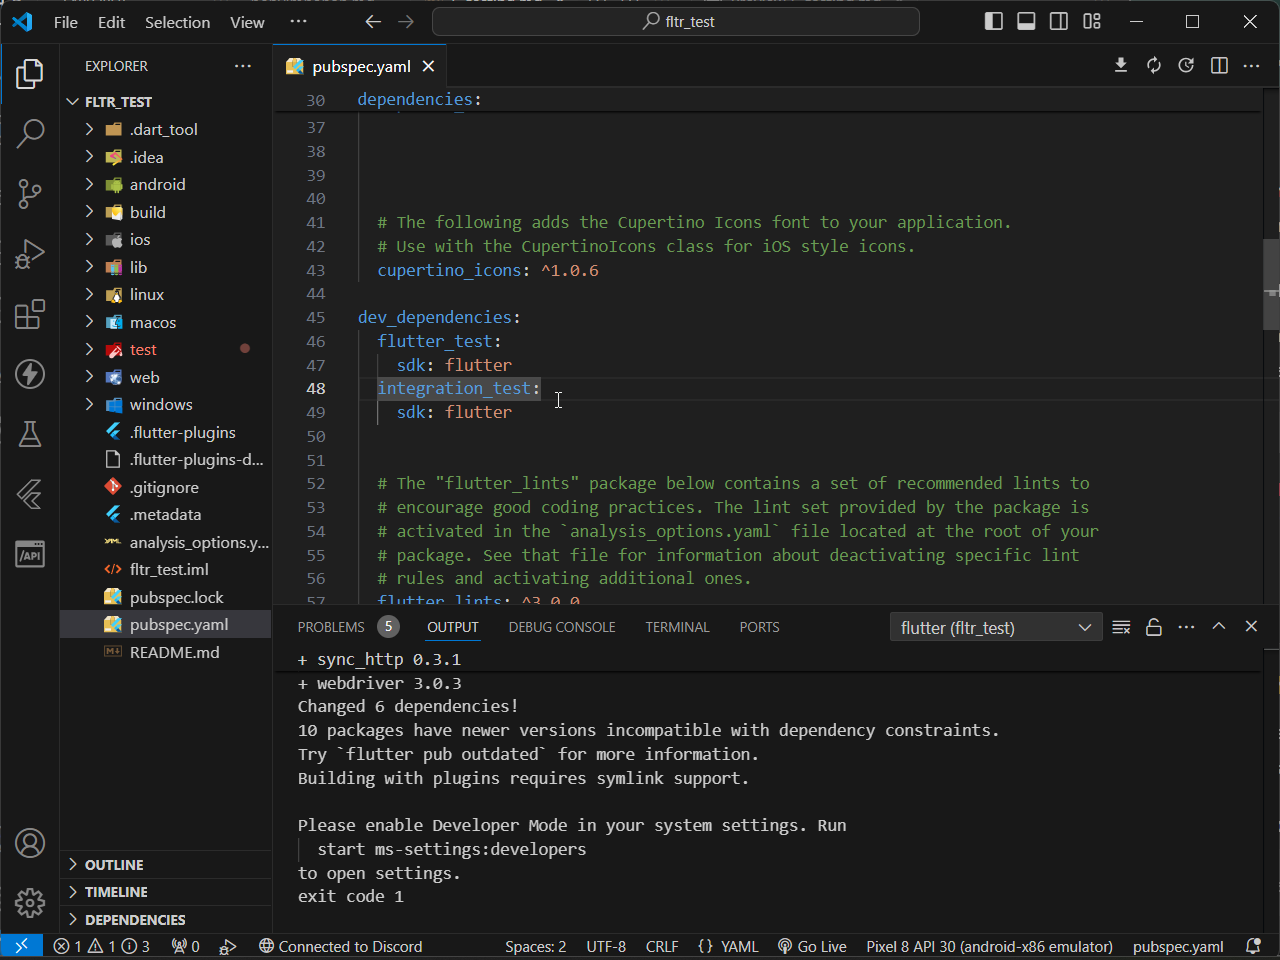 File Edit Selection View ··· fltr_test
EXPLORER ···
FLTR_TEST
.dart_tool
.idea
android
build
ios
lib
linux
macos
test
web
windows
.flutter-plugins
.flutter-plugins-d...
.gitignore
.metadata
analysis_options.y...
fltr_test.iml
pubspec.lock
pubspec.yaml
README.md
OUTLINE
TIMELINE
DEPENDENCIES
pubspec.yaml
30 dependencies:
37
38
39
40
41 # The following adds the Cupertino Icons font to your application.
42 # Use with the CupertinoIcons class for iOS style icons.
43 cupertino_icons: ^1.0.6
44
45 dev_dependencies:
46 flutter_test:
47 sdk: flutter
48 integration_test:
49 sdk: flutter
50
51
52 # The "flutter_lints" package below contains a set of recommended lints to
53 # encourage good coding practices. The lint set provided by the package is
54 # activated in the `analysis_options.yaml` file located at the root of your
55 # package. See that file for information about deactivating specific lint
56 # rules and activating additional ones.
57 flutter_lints: ^3.0.0
PROBLEMS 5 OUTPUT DEBUG CONSOLE TERMINAL PORTS flutter (fltr_test)
+ sync_http 0.3.1
+ webdriver 3.0.3
Changed 6 dependencies!
10 packages have newer versions incompatible with dependency constraints.
Try `flutter pub outdated` for more information.
Building with plugins requires symlink support.
Please enable Developer Mode in your system settings. Run
start ms-settings:developers
to open settings.
exit code 1
1 1 3 0 Connected to Discord Spaces: 2 UTF-8 CRLF {} YAML Go Live Pixel 8 API 30 (android-x86 emulator) pubspec.yaml